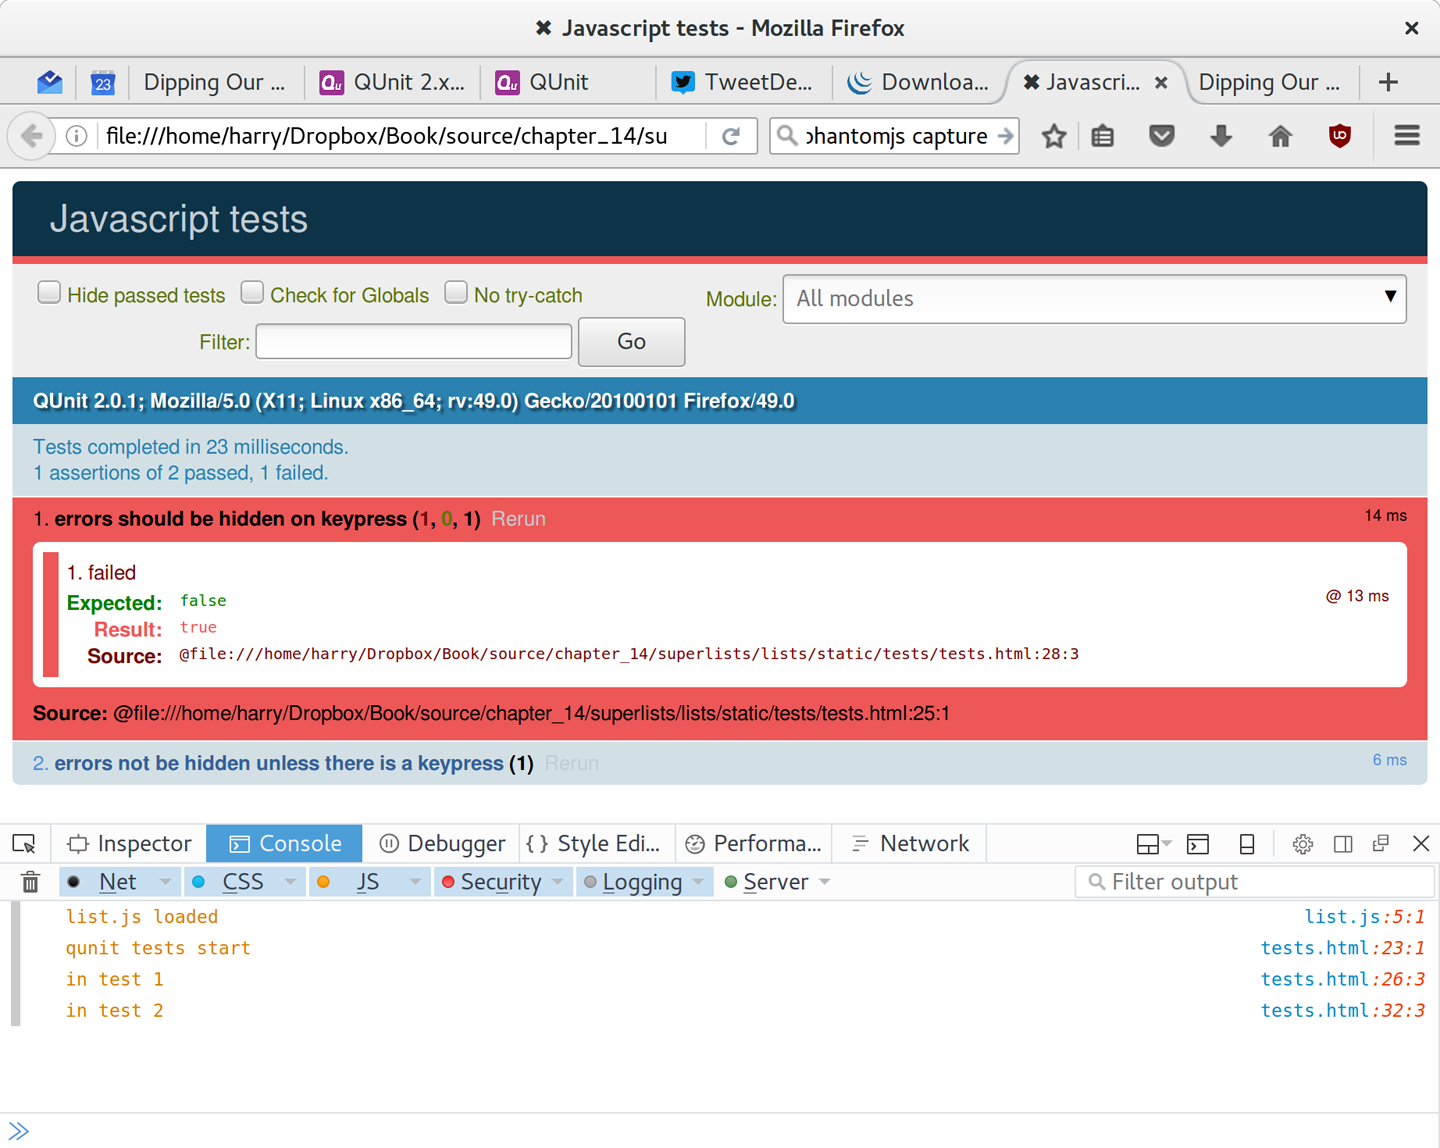 ✖ Javascript tests - Mozilla Firefox
23 Dipping Our ... QUnit 2.x... QUnit TweetDe... Downloa... ✖ Javascri... Dipping Our ...
file:///home/harry/Dropbox/Book/source/chapter_14/su phantomjs capture
Javascript tests
Hide passed tests Check for Globals No try-catch Module: All modules
Filter: Go
QUnit 2.0.1; Mozilla/5.0 (X11; Linux x86_64; rv:49.0) Gecko/20100101 Firefox/49.0
Tests completed in 23 milliseconds.
1 assertions of 2 passed, 1 failed.
1. errors should be hidden on keypress (1, 0, 1) Rerun 14 ms
1. failed
Expected: false @ 13 ms
Result: true
Source: @file:///home/harry/Dropbox/Book/source/chapter_14/superlists/lists/static/tests/tests.html:28:3
Source: @file:///home/harry/Dropbox/Book/source/chapter_14/superlists/lists/static/tests/tests.html:25:1
2. errors not be hidden unless there is a keypress (1) Rerun 6 ms
Inspector Console Debugger { } Style Edi... Performa... Network
Net CSS JS Security Logging Server Filter output
list.js loaded list.js:5:1
qunit tests start tests.html:23:1
in test 1 tests.html:26:3
in test 2 tests.html:32:3